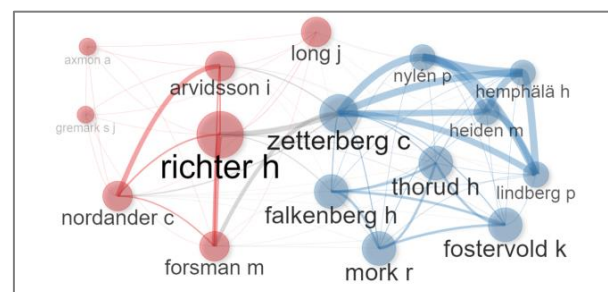 long j
axmon a
nylén p
arvidsson i
hemphälä h
gremark s j
zetterberg c
heiden m
richter h
thorud h
lindberg p
nordander c
falkenberg h
fostervold k
forsman m
mork r